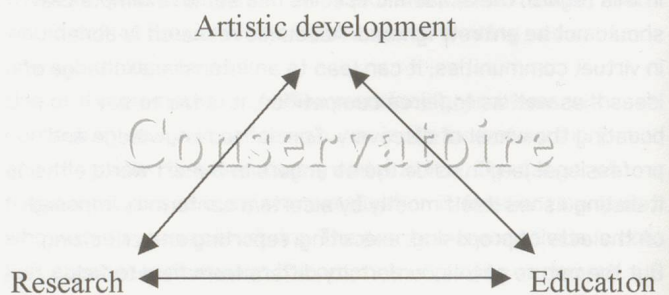 Artistic development
Conservatoire
Research
Education